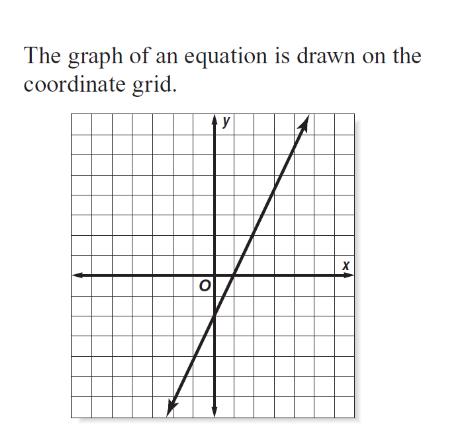 The graph of an equation is drawn on the
coordinate grid.
y
x
O